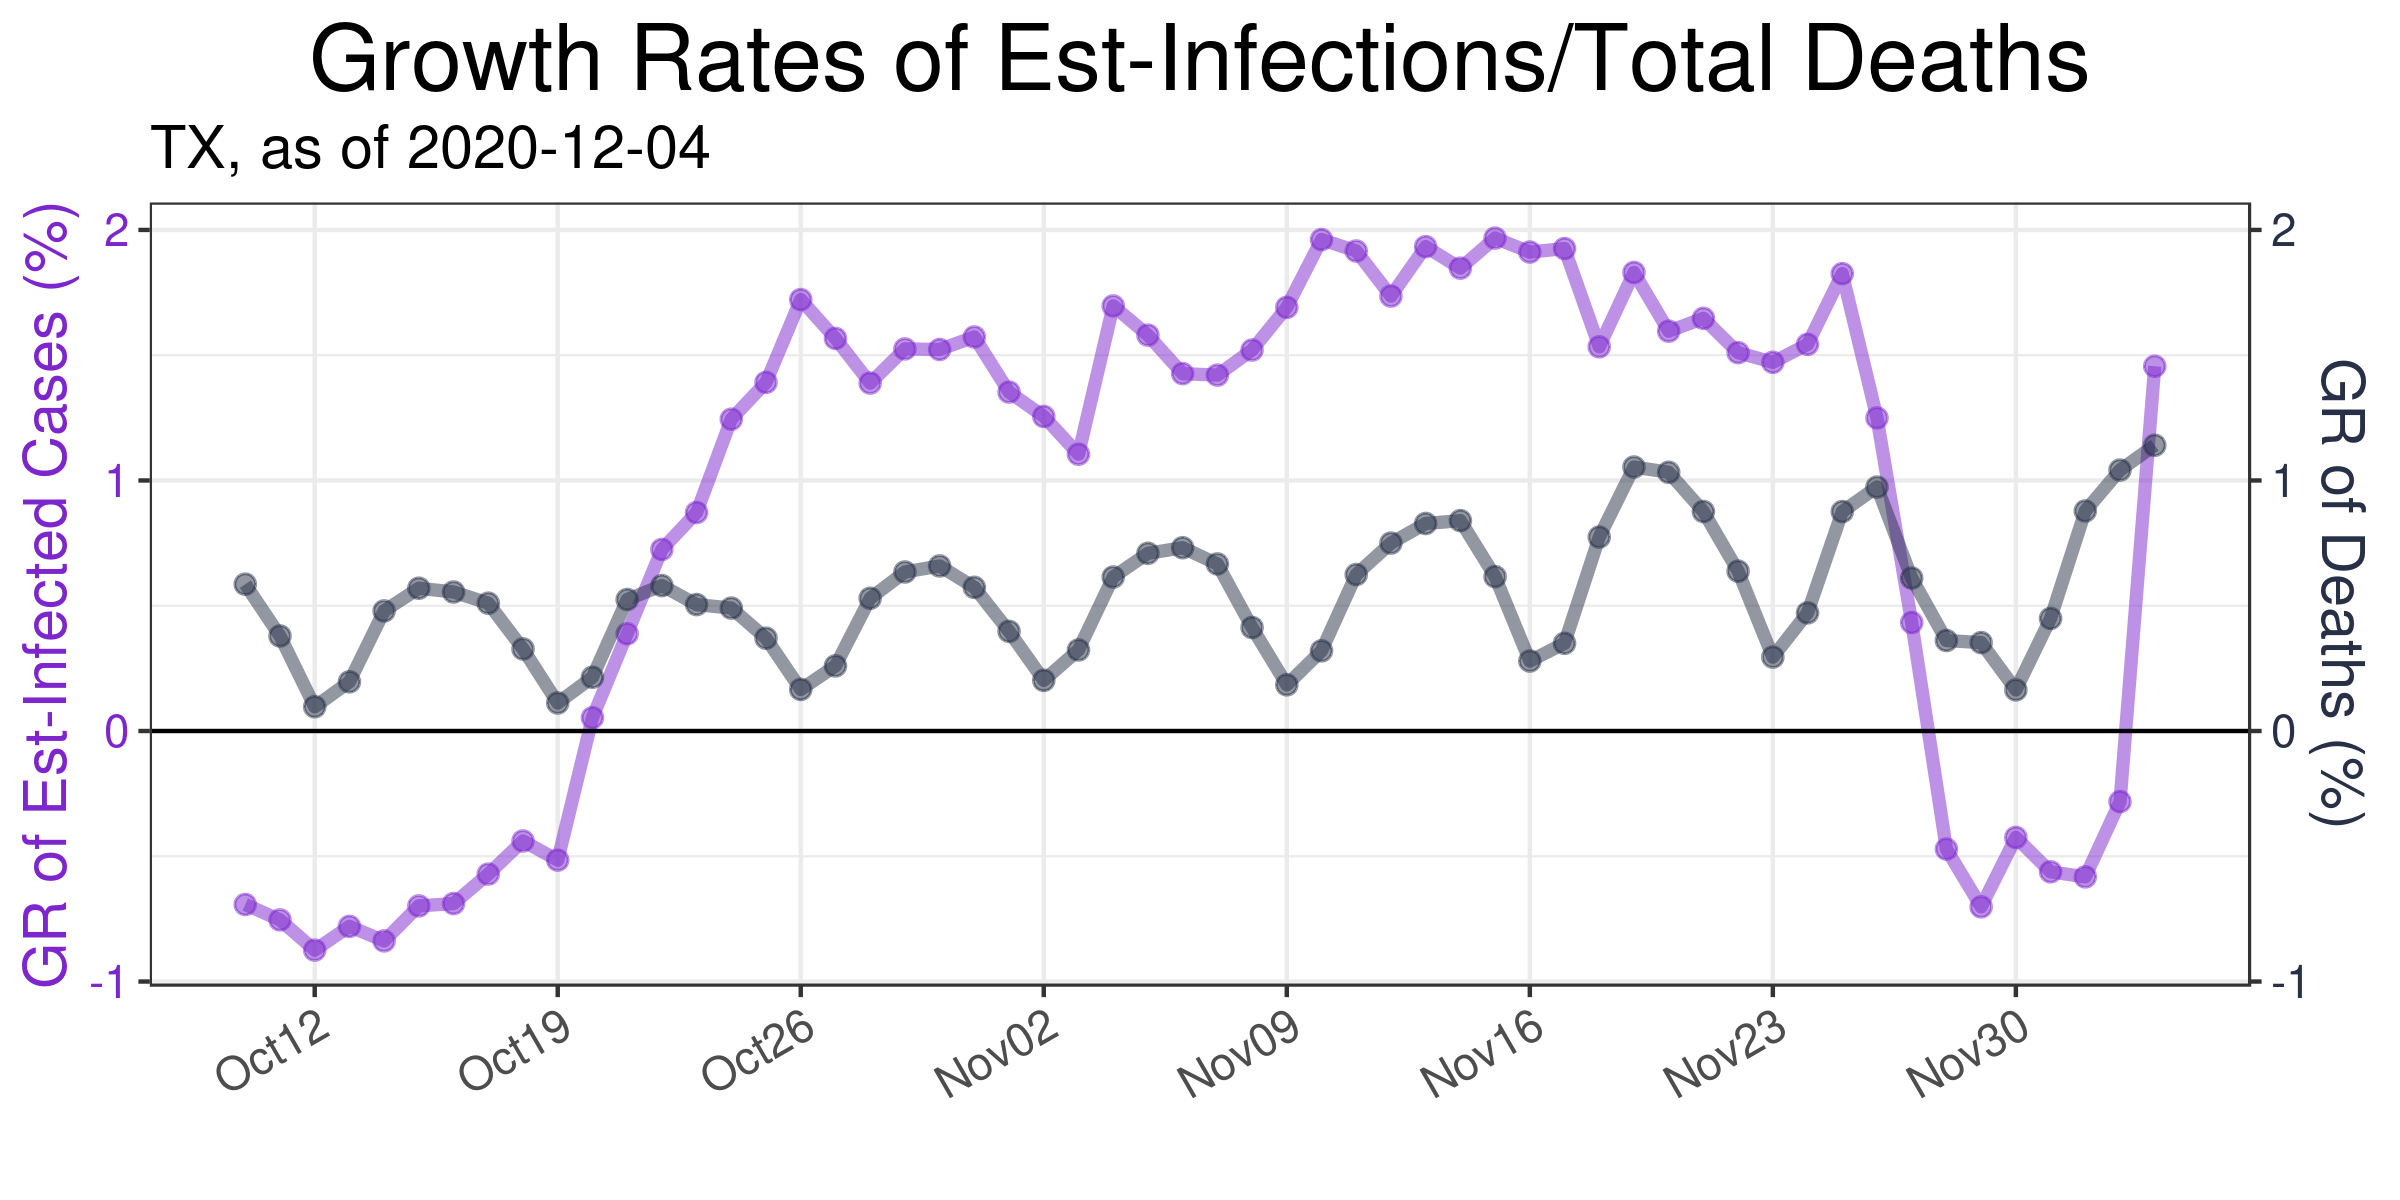 Growth Rates of Est-Infections/Total Deaths
TX, as of 2020-12-04
GR of Est-Infected Cases (%)
2
1
0
-1
2
1
0
-1
GR of Deaths (%)
Oct12
Oct19
Oct26
Nov02
Nov09
Nov16
Nov23
Nov30